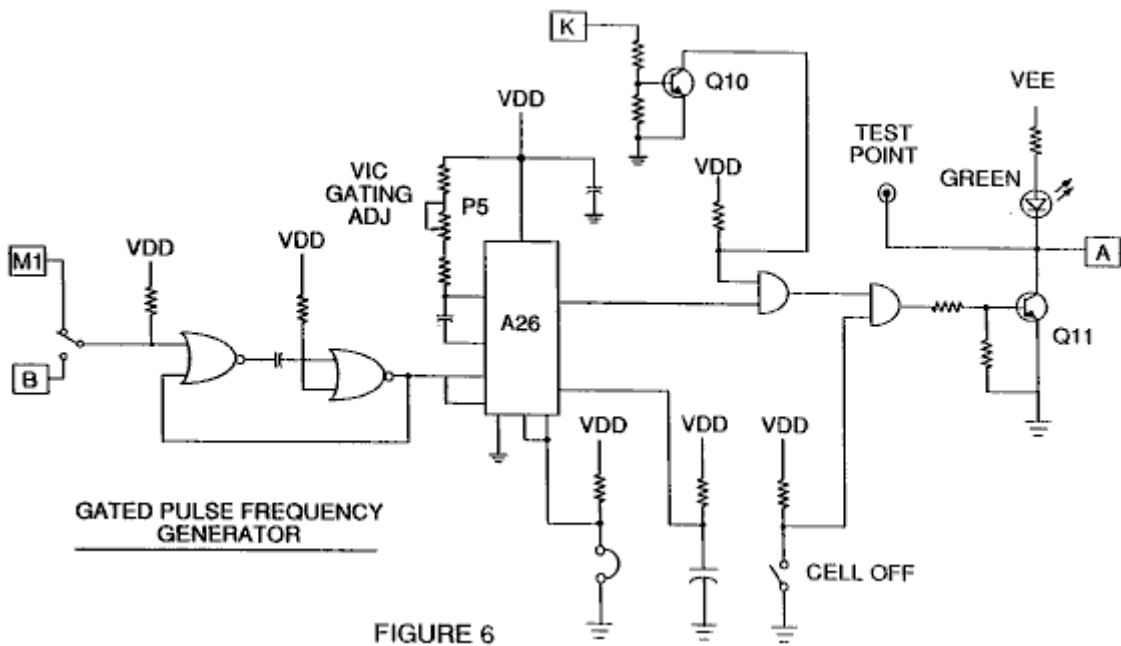 K
Q10
VEE
VDD
TEST
POINT
VDD
GREEN
VIC
GATING
ADJ
P5
M1
VDD
VDD
A
A26
Q11
B
VDD
VDD
VDD
GATED PULSE FREQUENCY
GENERATOR
CELL OFF
FIGURE 6